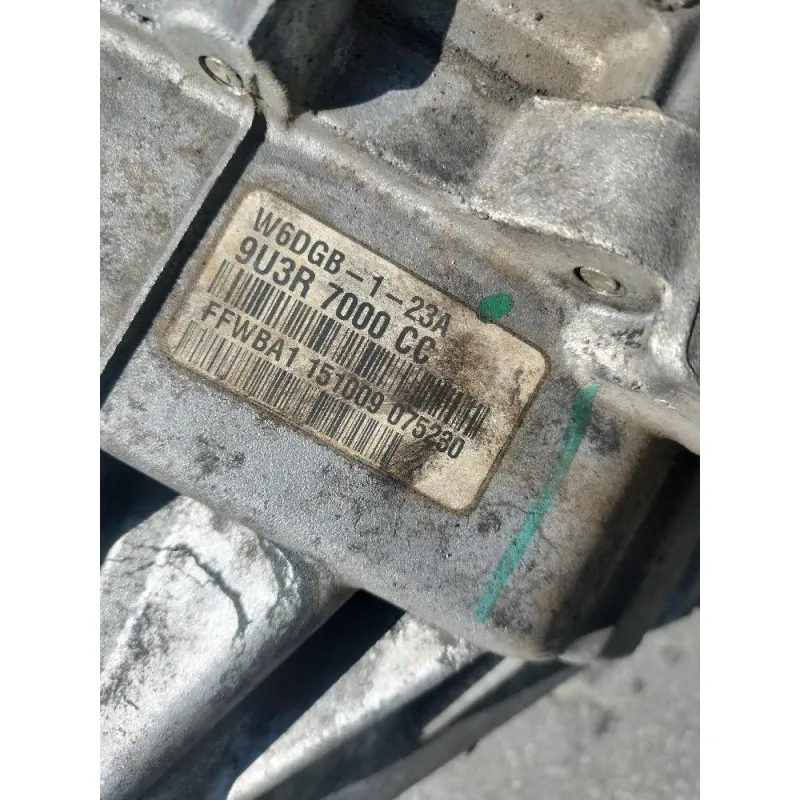 W6DGB-1-23A
9U3R 7000 CC
FFWBA1 151009 075230